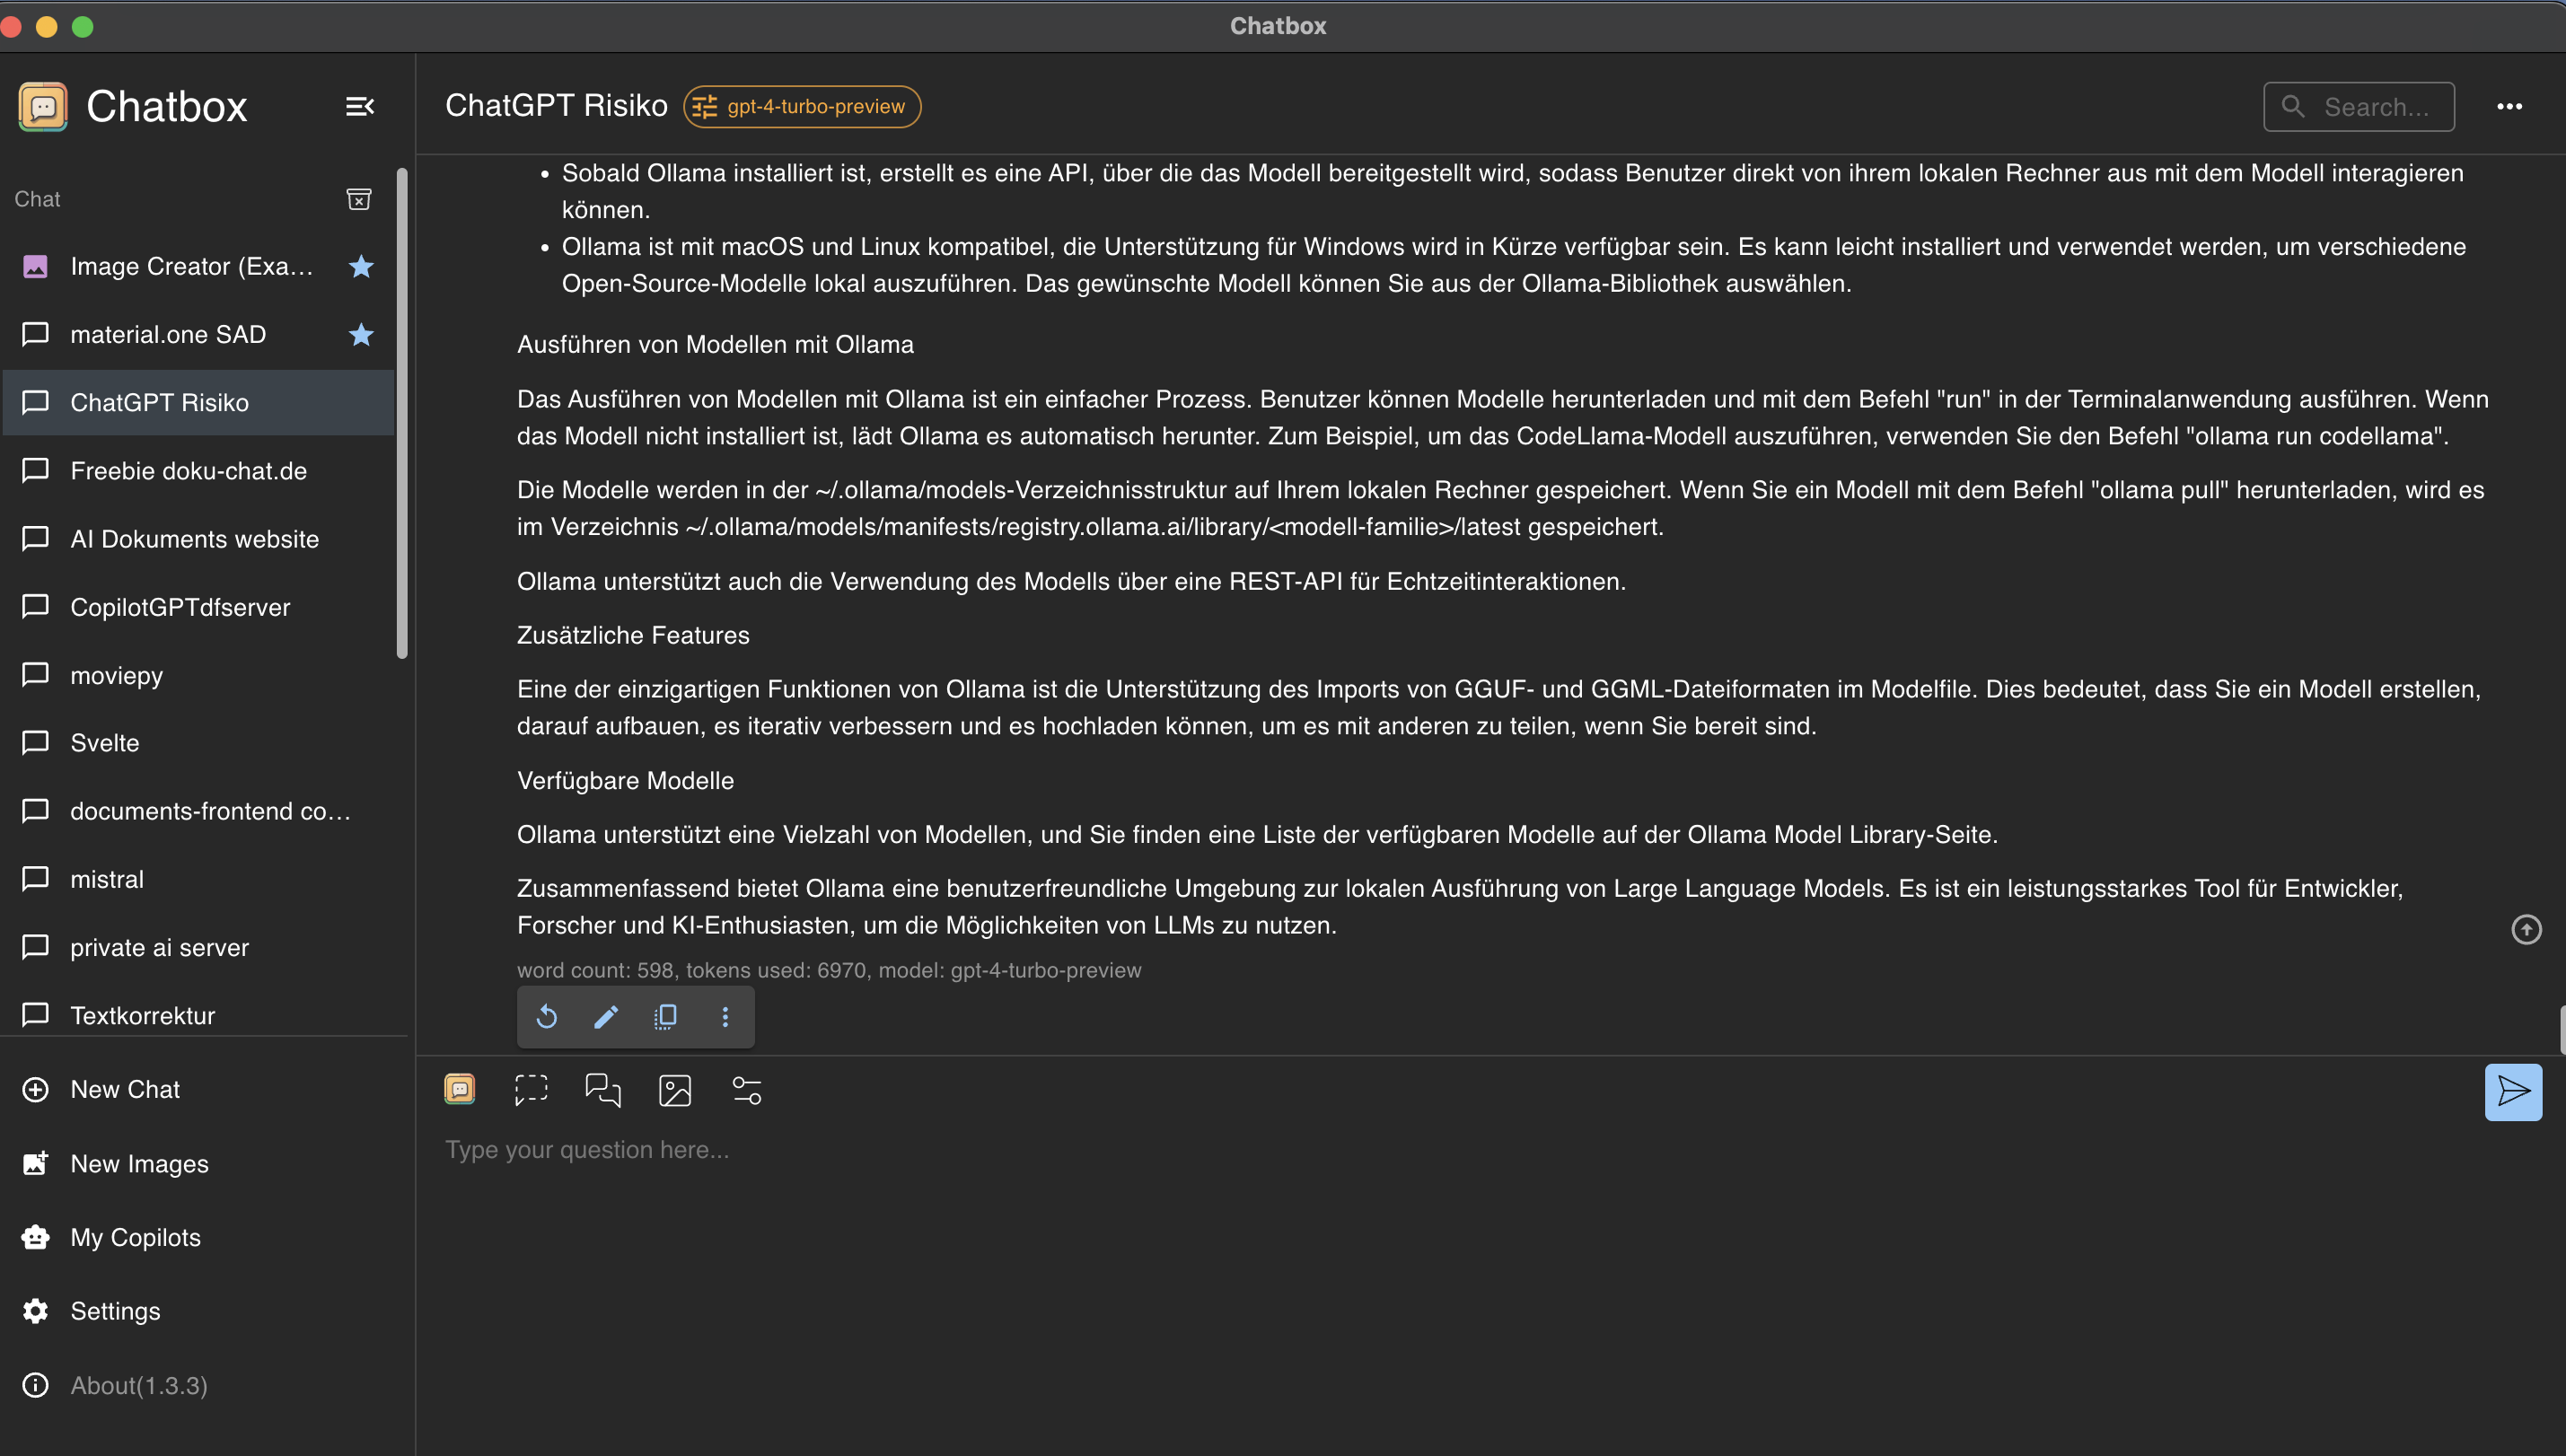 Chatbox
Chatbox
Chat
Image Creator (Exa...
material.one SAD
ChatGPT Risiko
Freebie doku-chat.de
AI Dokuments website
CopilotGPTdfserver
moviepy
Svelte
documents-frontend co...
mistral
private ai server
Textkorrektur
New Chat
New Images
My Copilots
Settings
About(1.3.3)
ChatGPT Risiko
gpt-4-turbo-preview
Search...
• Sobald Ollama installiert ist, erstellt es eine API, über die das Modell bereitgestellt wird, sodass Benutzer direkt von ihrem lokalen Rechner aus mit dem Modell interagieren
können.
• Ollama ist mit macOS und Linux kompatibel, die Unterstützung für Windows wird in Kürze verfügbar sein. Es kann leicht installiert und verwendet werden, um verschiedene
Open-Source-Modelle lokal auszuführen. Das gewünschte Modell können Sie aus der Ollama-Bibliothek auswählen.
Ausführen von Modellen mit Ollama
Das Ausführen von Modellen mit Ollama ist ein einfacher Prozess. Benutzer können Modelle herunterladen und mit dem Befehl "run" in der Terminalanwendung ausführen. Wenn
das Modell nicht installiert ist, lädt Ollama es automatisch herunter. Zum Beispiel, um das CodeLlama-Modell auszuführen, verwenden Sie den Befehl "ollama run codellama".
Die Modelle werden in der ~/.ollama/models-Verzeichnisstruktur auf Ihrem lokalen Rechner gespeichert. Wenn Sie ein Modell mit dem Befehl "ollama pull" herunterladen, wird es
im Verzeichnis ~/.ollama/models/manifests/registry.ollama.ai/library/<modell-familie>/latest gespeichert.
Ollama unterstützt auch die Verwendung des Modells über eine REST-API für Echtzeitinteraktionen.
Zusätzliche Features
Eine der einzigartigen Funktionen von Ollama ist die Unterstützung des Imports von GGUF- und GGML-Dateiformaten im Modelfile. Dies bedeutet, dass Sie ein Modell erstellen,
darauf aufbauen, es iterativ verbessern und es hochladen können, um es mit anderen zu teilen, wenn Sie bereit sind.
Verfügbare Modelle
Ollama unterstützt eine Vielzahl von Modellen, und Sie finden eine Liste der verfügbaren Modelle auf der Ollama Model Library-Seite.
Zusammenfassend bietet Ollama eine benutzerfreundliche Umgebung zur lokalen Ausführung von Large Language Models. Es ist ein leistungsstarkes Tool für Entwickler,
Forscher und KI-Enthusiasten, um die Möglichkeiten von LLMs zu nutzen.
word count: 598, tokens used: 6970, model: gpt-4-turbo-preview
Type your question here...